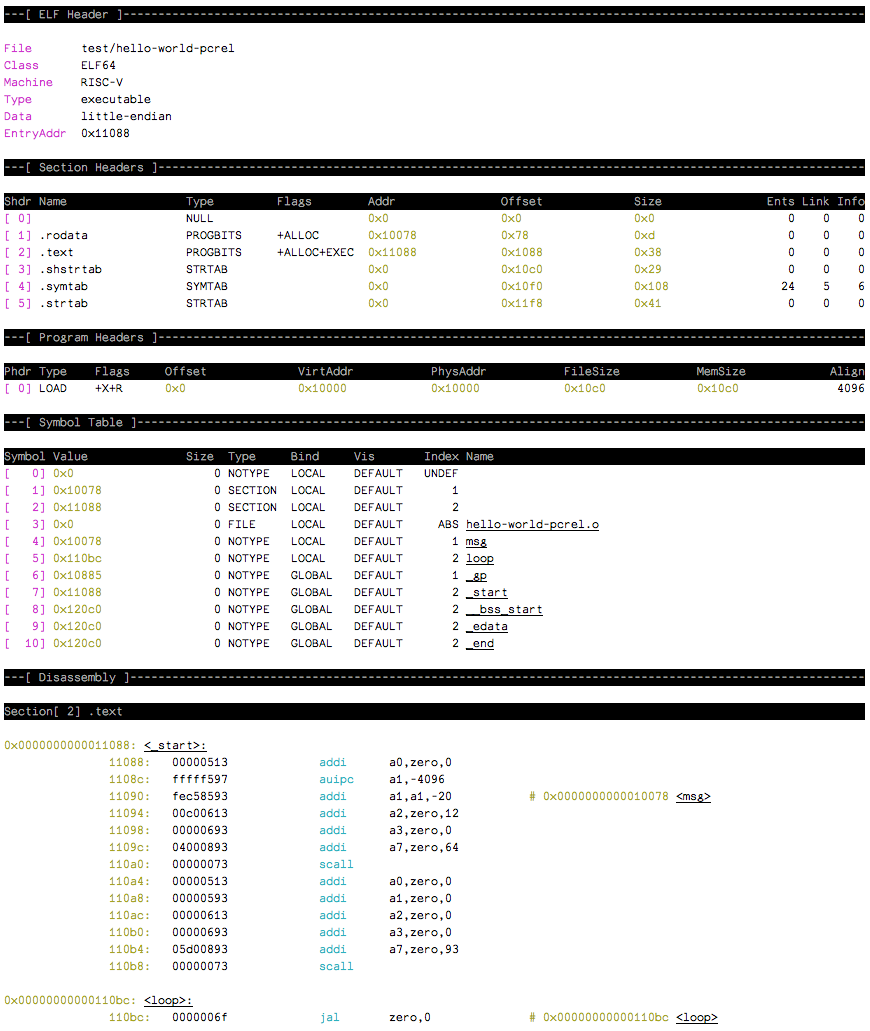 ---[ ELF Header ]---------------------------------------------------------------------------------------------------------
File test/hello-world-pcrel
Class ELF64
Machine RISC-V
Type executable
Data little-endian
EntryAddr 0x11088
---[ Section Headers ]----------------------------------------------------------------------------------------------------
Shdr Name Type Flags Addr Offset Size Ents Link Info
[ 0] NULL 0x0 0x0 0x0 0 0 0
[ 1] .rodata PROGBITS +ALLOC 0x10078 0x78 0xd 0 0 0
[ 2] .text PROGBITS +ALLOC+EXEC 0x11088 0x1088 0x38 0 0 0
[ 3] .shstrtab STRTAB 0x0 0x10c0 0x29 0 0 0
[ 4] .symtab SYMTAB 0x0 0x10f0 0x108 24 5 6
[ 5] .strtab STRTAB 0x0 0x11f8 0x41 0 0 0
---[ Program Headers ]----------------------------------------------------------------------------------------------------
Phdr Type Flags Offset VirtAddr PhysAddr FileSize MemSize Align
[ 0] LOAD +X+R 0x0 0x10000 0x10000 0x10c0 0x10c0 4096
---[ Symbol Table ]-------------------------------------------------------------------------------------------------------
Symbol Value Size Type Bind Vis Index Name
[ 0] 0x0 0 NOTYPE LOCAL DEFAULT UNDEF
[ 1] 0x10078 0 SECTION LOCAL DEFAULT 1
[ 2] 0x11088 0 SECTION LOCAL DEFAULT 2
[ 3] 0x0 0 FILE LOCAL DEFAULT ABS hello-world-pcrel.o
[ 4] 0x10078 0 NOTYPE LOCAL DEFAULT 1 msg
[ 5] 0x110bc 0 NOTYPE LOCAL DEFAULT 2 loop
[ 6] 0x10885 0 NOTYPE GLOBAL DEFAULT 1 _gp
[ 7] 0x11088 0 NOTYPE GLOBAL DEFAULT 2 _start
[ 8] 0x120c0 0 NOTYPE GLOBAL DEFAULT 2 __bss_start
[ 9] 0x120c0 0 NOTYPE GLOBAL DEFAULT 2 _edata
[ 10] 0x120c0 0 NOTYPE GLOBAL DEFAULT 2 _end
---[ Disassembly ]--------------------------------------------------------------------------------------------------------
Section[ 2] .text
0x0000000000011088: <_start>:
11088: 00000513 addi a0,zero,0
1108c: fffff597 auipc a1,-4096
11090: fec58593 addi a1,a1,-20 # 0x0000000000010078 <msg>
11094: 00c00613 addi a2,zero,12
11098: 00000693 addi a3,zero,0
1109c: 04000893 addi a7,zero,64
110a0: 00000073 scall
110a4: 00000513 addi a0,zero,0
110a8: 00000593 addi a1,zero,0
110ac: 00000613 addi a2,zero,0
110b0: 00000693 addi a3,zero,0
110b4: 05d00893 addi a7,zero,93
110b8: 00000073 scall
0x00000000000110bc: <loop>:
110bc: 0000006f jal zero,0 # 0x00000000000110bc <loop>